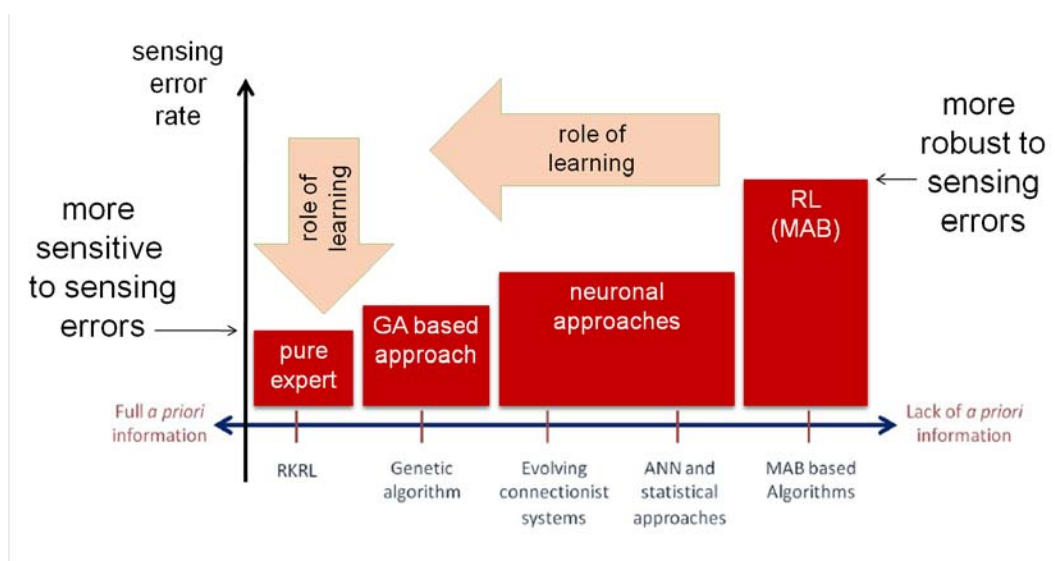 sensing
error
rate
role of
learning
role of
learning
more
robust to
sensing
errors
more
sensitive
to sensing
errors
RL
(MAB)
neuronal
approaches
GA based
approach
pure
expert
Full a priori
information
Lack of a priori
information
RKRL
Genetic
algorithm
Evolving
connectionist
systems
ANN and
statistical
approaches
MAB based
Algorithms